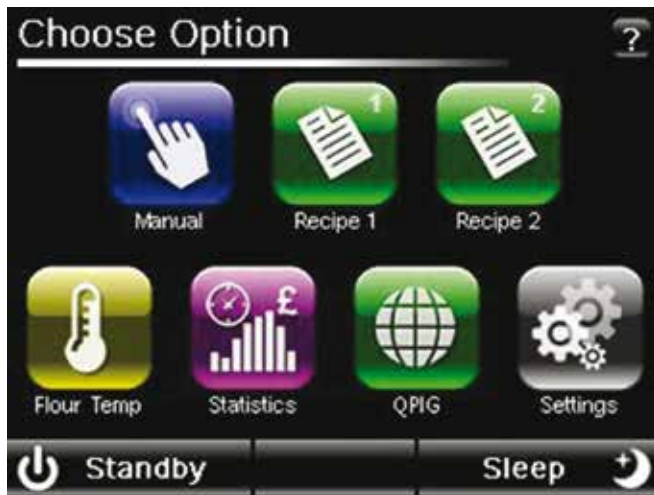 Choose Option
?
1
2
Manual
Recipe 1
Recipe 2
£
Flour Temp
Statistics
QPIG
Settings
Standby
Sleep